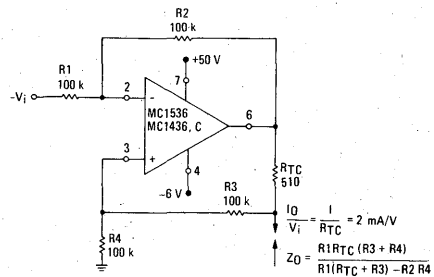 R2
100 k
+50 V
R1
100 k
7
-Vi
2
-
MC1536
MC1436, C
6
3
+
4
RTC
510
-6 V
R3
100 k
R4
100 k
IO / Vi = I / RTC = 2 mA/V
ZO = R1RTC (R3 + R4) / R1(RTC + R3) -R2 R4